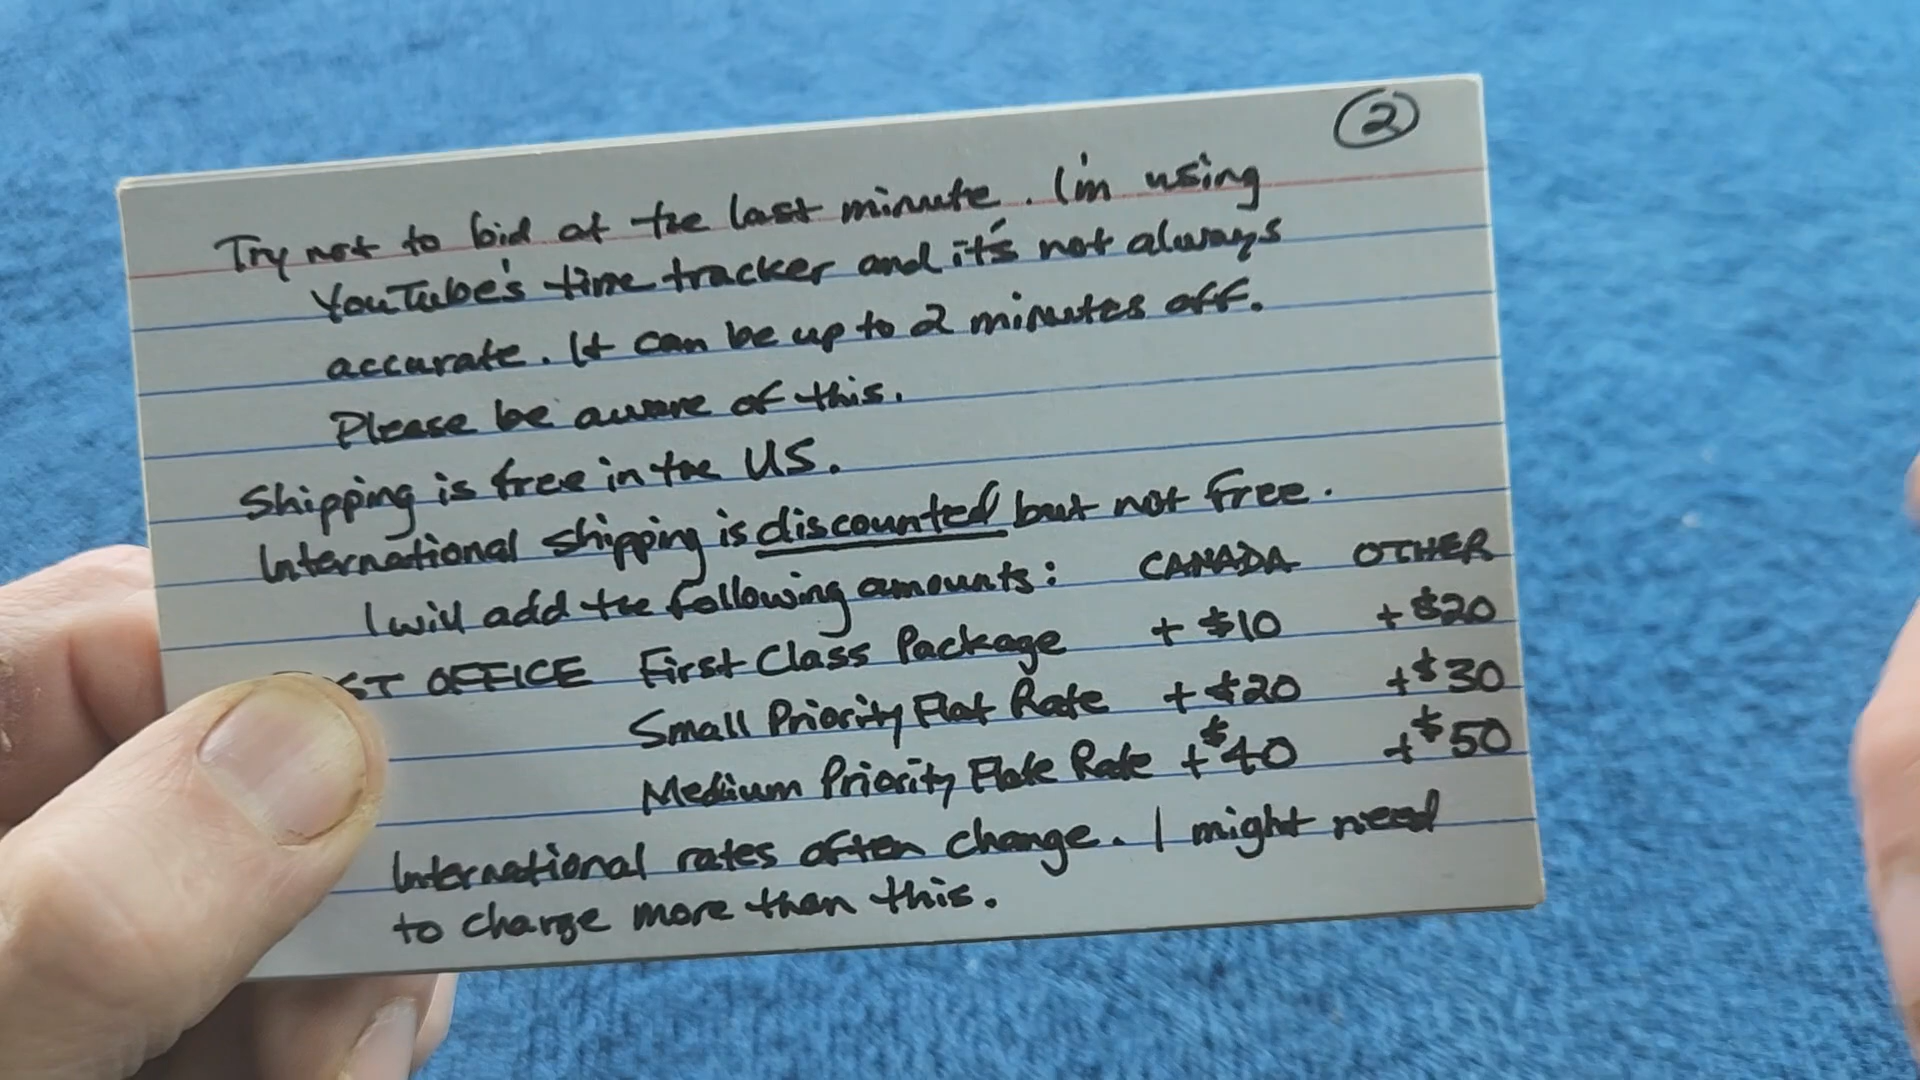 2
Try not to bid at the last minute. I'm using
YouTube's time tracker and it's not always
accurate. It can be up to 2 minutes off.
Please be aware of this.
Shipping is free in the US.
International shipping is discounted but not free.
I will add the following amounts: CANADA OTHER
ST OFFICE First Class Package +$10 +$20
Small Priority Flat Rate +$20 +$30
Medium Priority Flate Rate +$40 +$50
International rates often change. I might need
to charge more than this.